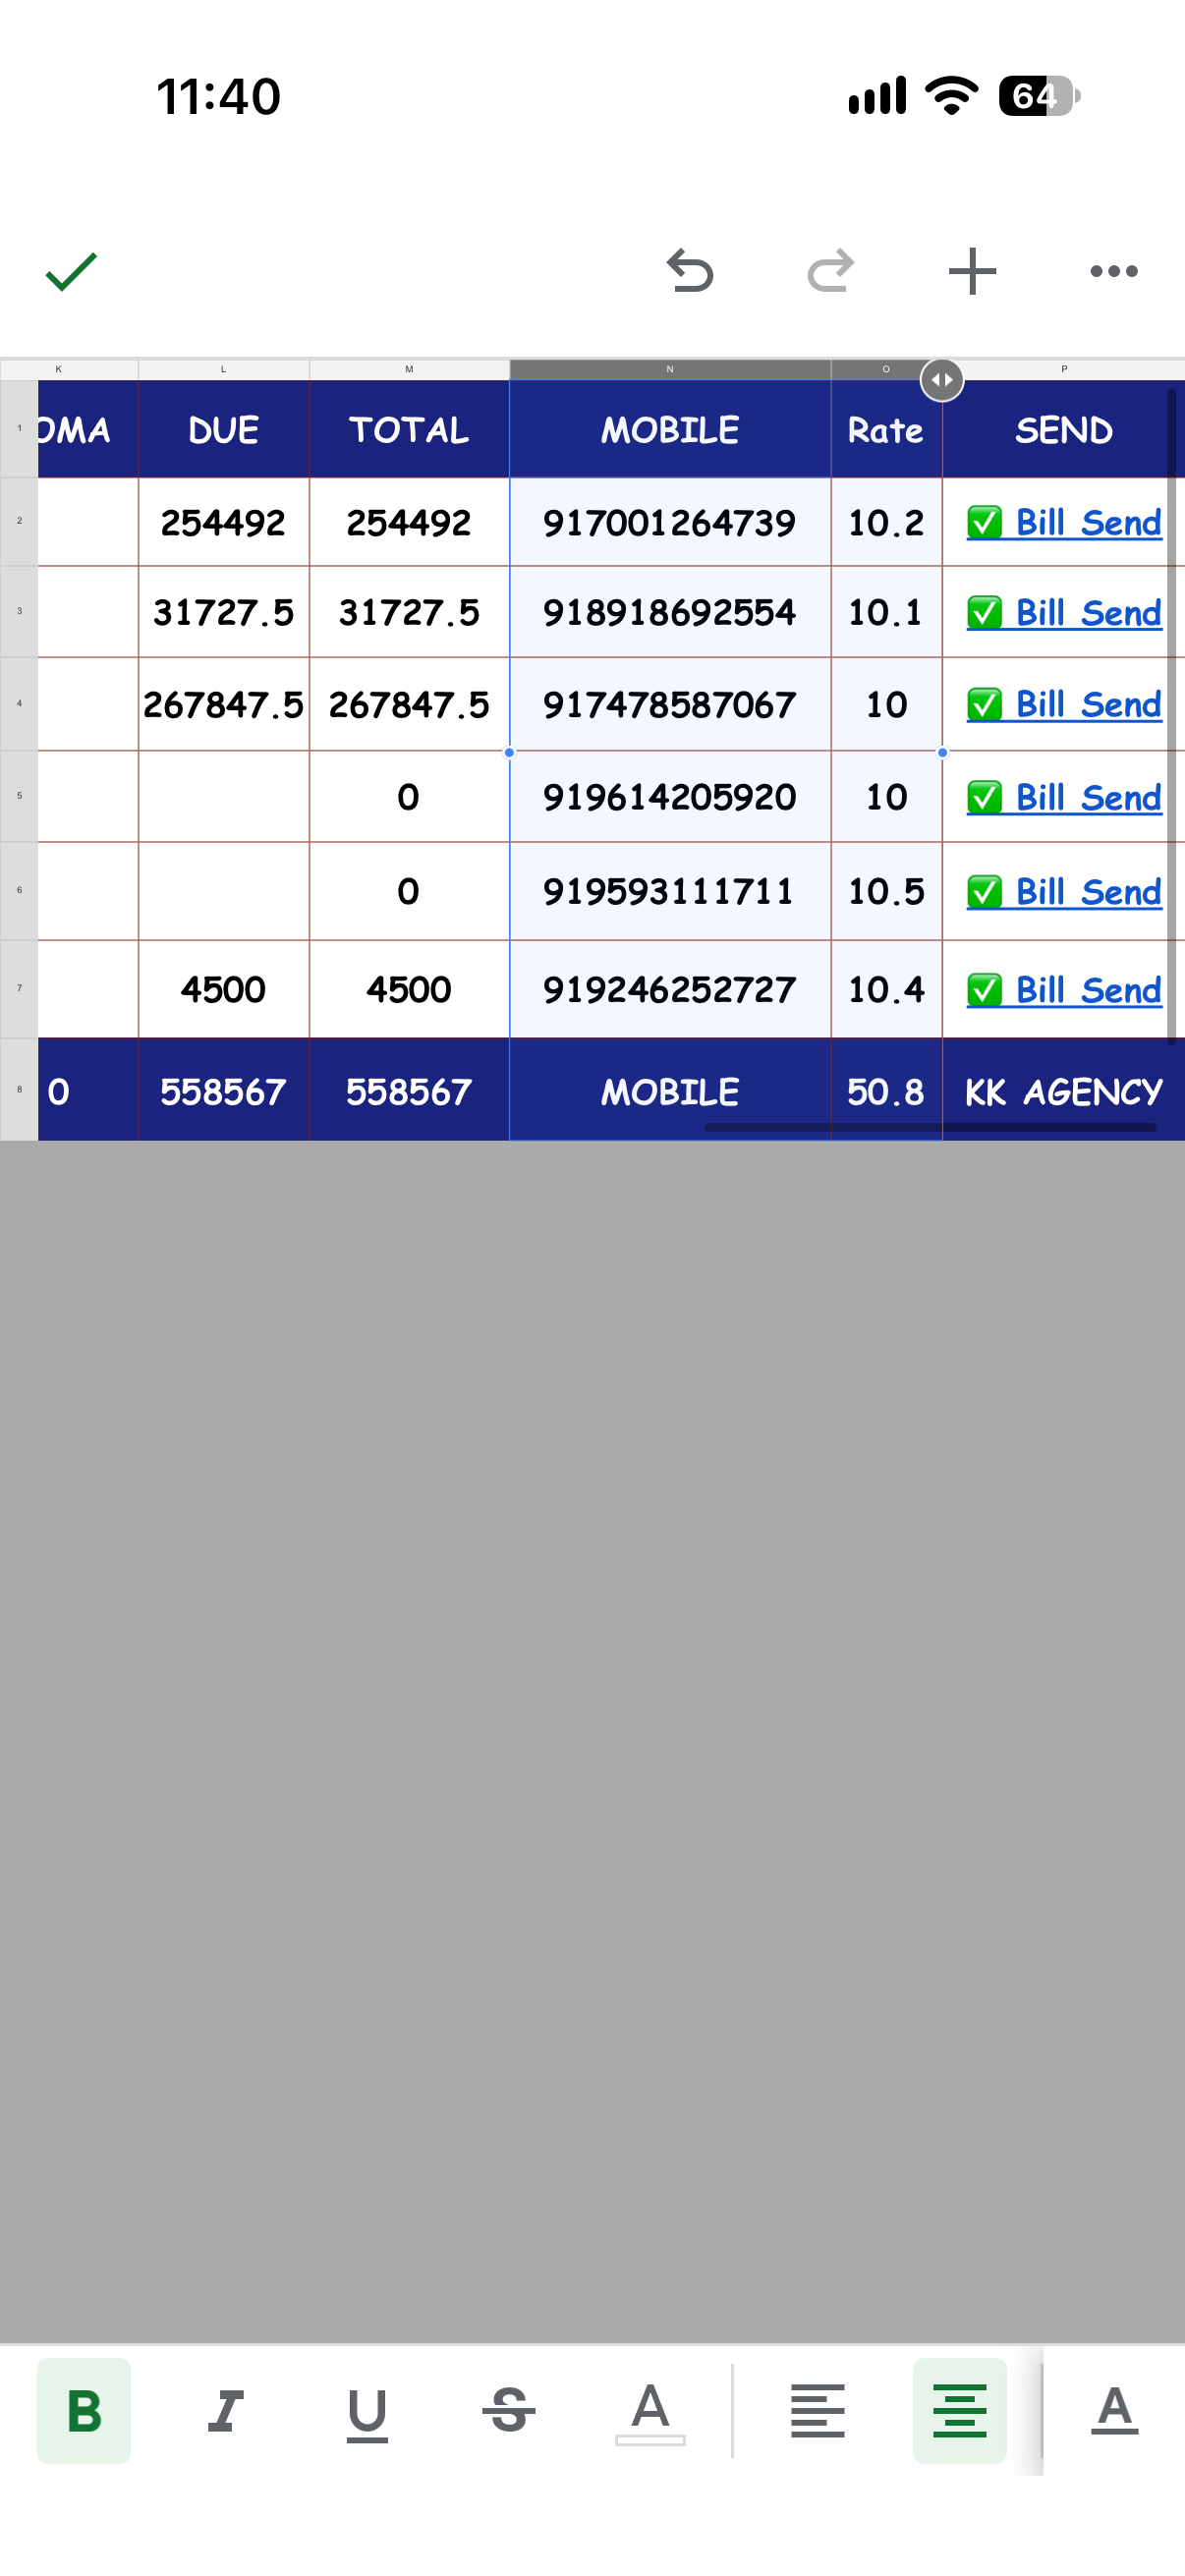 11:40
64
K L M N O P
1 OMA DUE TOTAL MOBILE Rate SEND
2 254492 254492 917001264739 10.2 ✅ Bill Send
3 31727.5 31727.5 918918692554 10.1 ✅ Bill Send
4 267847.5 267847.5 917478587067 10 ✅ Bill Send
5 0 919614205920 10 ✅ Bill Send
6 0 919593111711 10.5 ✅ Bill Send
7 4500 4500 919246252727 10.4 ✅ Bill Send
8 0 558567 558567 MOBILE 50.8 KK AGENCY
B I U S A A